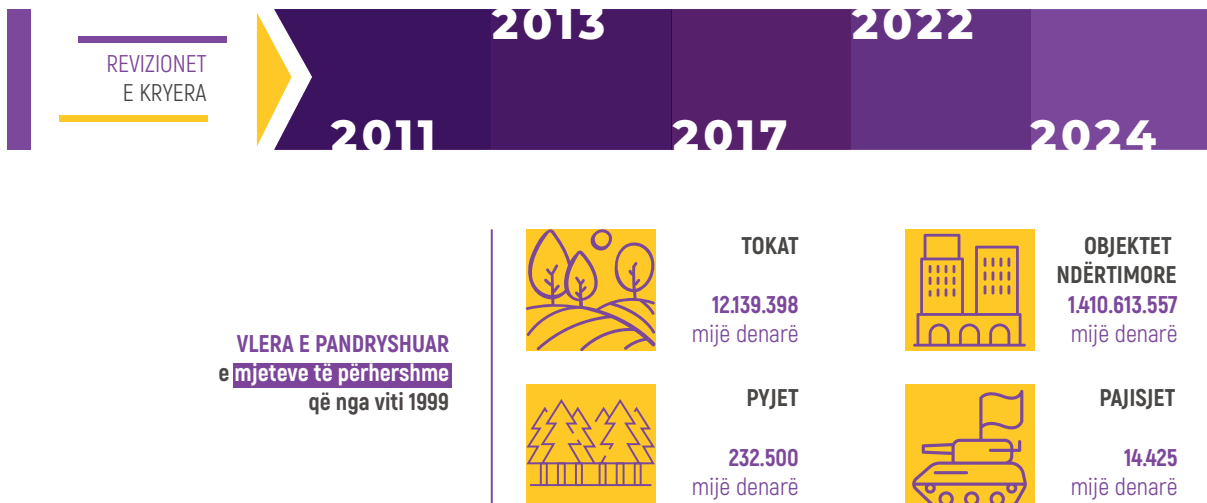 REVIZIONET
E KRYERA
2011
2013
2017
2022
2024
VLERA E PANDRYSHUAR
e mjeteve të përhershme
që nga viti 1999
TOKAT
12.139.398
mijë denarë
OBJEKTET
NDËRTIMORE
1.410.613.557
mijë denarë
PYJET
232.500
mijë denarë
PAJISJET
14.425
mijë denarë